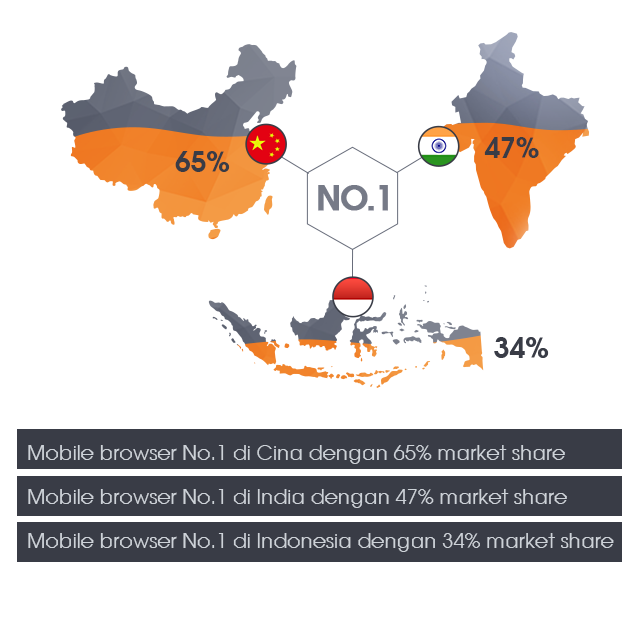 65%
47%
NO.1
34%
Mobile browser No.1 di Cina dengan 65% market share
Mobile browser No.1 di India dengan 47% market share
Mobile browser No.1 di Indonesia dengan 34% market share